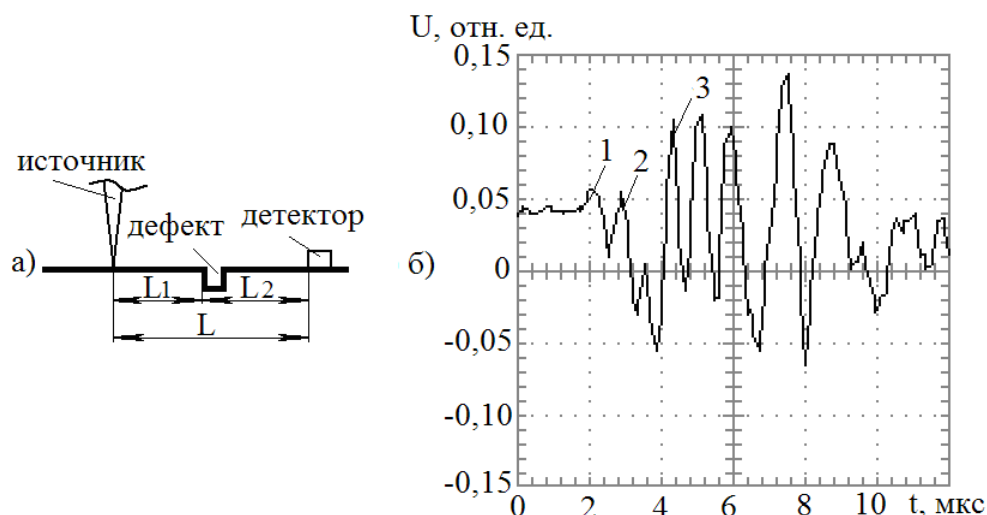 источник
дефект
детектор
а)
L1
L2
L
б)
U, отн. ед.
0,15
0,10
0,05
0
-0,05
-0,10
-0,15
1
2
3
0
2
4
6
8
10
t, мкс